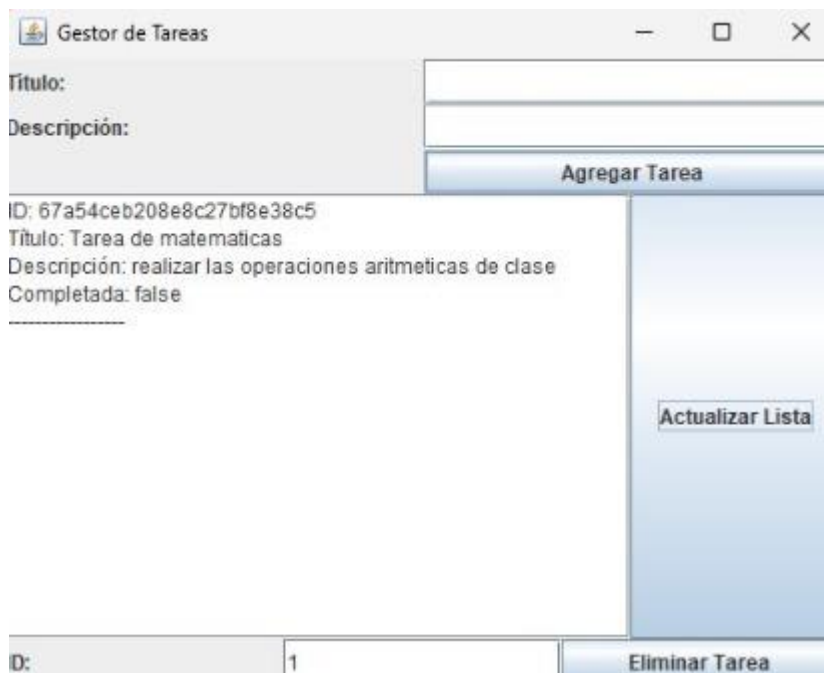 Gestor de Tareas
Título:
Descripción:
Agregar Tarea
ID: 67a54ceb208e8c27bf8e38c5
Título: Tarea de matematicas
Descripción: realizar las operaciones aritmeticas de clase
Completada: false
-----------------
Actualizar Lista
ID:
1
Eliminar Tarea